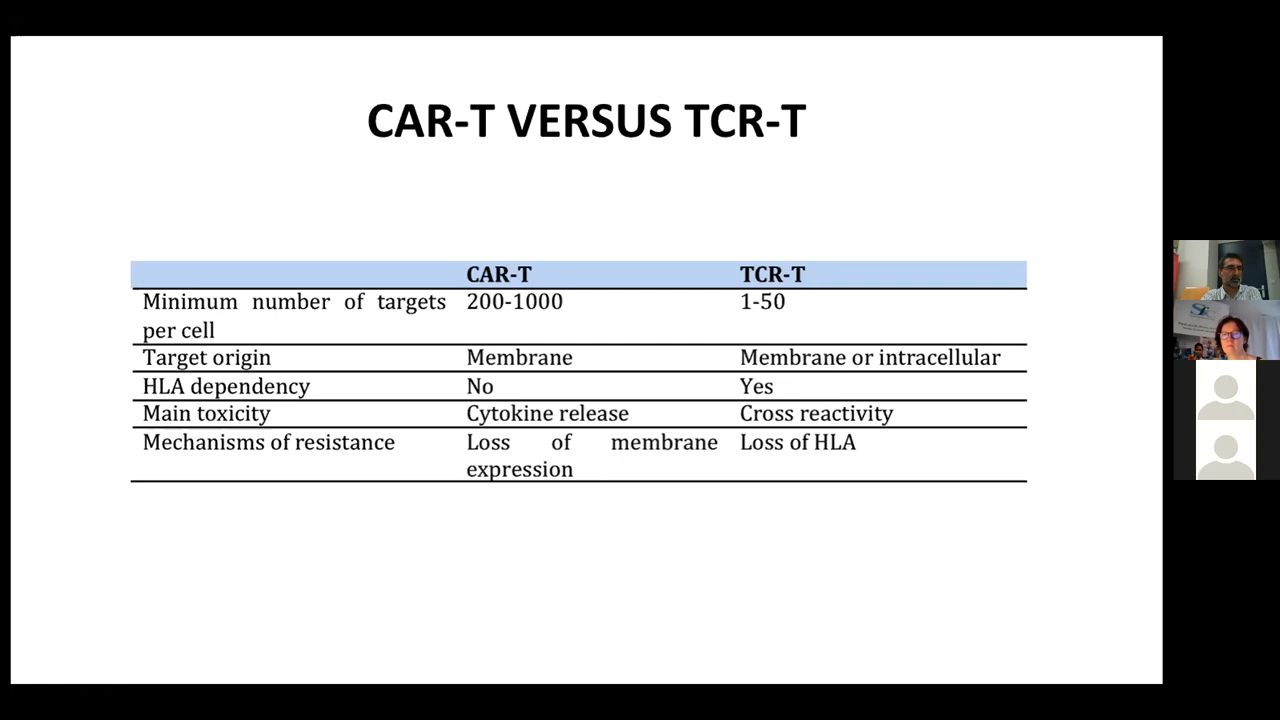 CAR-T VERSUS TCR-T
CAR-T TCR-T
Minimum number of targets 200-1000 1-50
per cell
Target origin Membrane Membrane or intracellular
HLA dependency No Yes
Main toxicity Cytokine release Cross reactivity
Mechanisms of resistance Loss of membrane Loss of HLA
expression